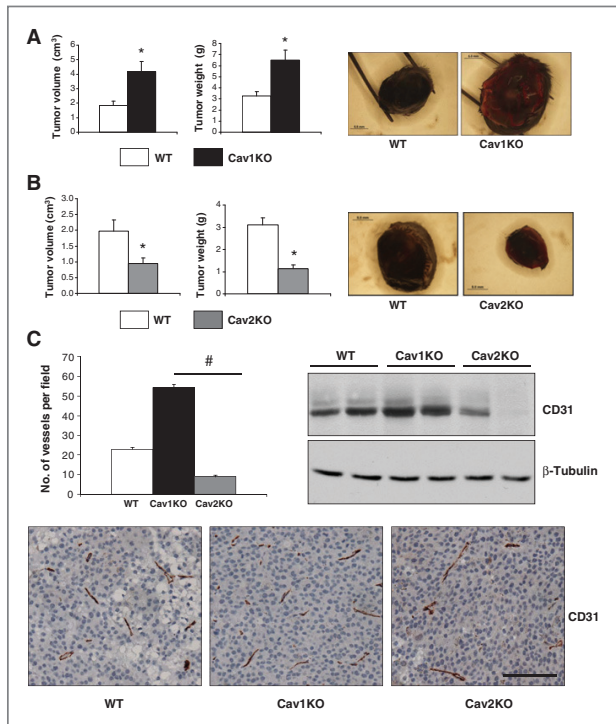 A
Tumor volume (cm³)
6
5
4
3
2
1
0
*
Tumor weight (g)
8
7
6
5
4
3
2
1
0
*
WT
Cav1KO
WT
Cav1KO
B
Tumor volume (cm³)
2.5
2.0
1.5
1.0
0.5
0.0
*
Tumor weight (g)
4
3
2
1
0
*
WT
Cav2KO
WT
Cav2KO
C
No. of vessels per field
70
60
50
40
30
20
10
0
#
WT Cav1KO Cav2KO
WT Cav1KO Cav2KO
CD31
β-Tubulin
CD31
WT Cav1KO Cav2KO